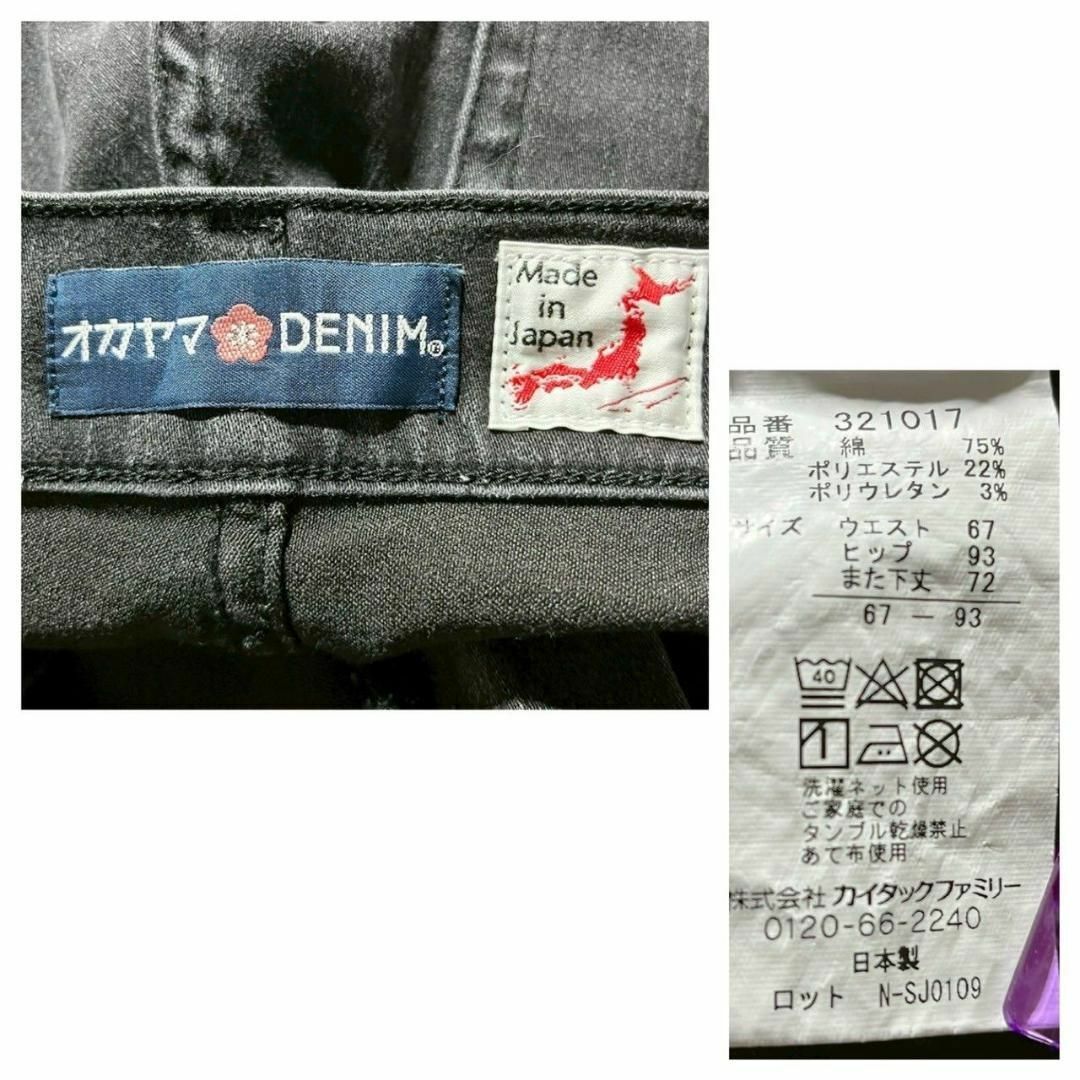 オカヤマ DENIM®
Made
in
Japan
品番 321017
品質 綿 75%
ポリエステル 22%
ポリウレタン 3%
サイズ ウエスト 67
ヒップ 93
また下丈 72
67 — 93
40
洗濯ネット使用
ご家庭での
タンブル乾燥禁止
あて布使用
株式会社 カイタックファミリー
0120-66-2240
日本製
ロット N-SJ0109